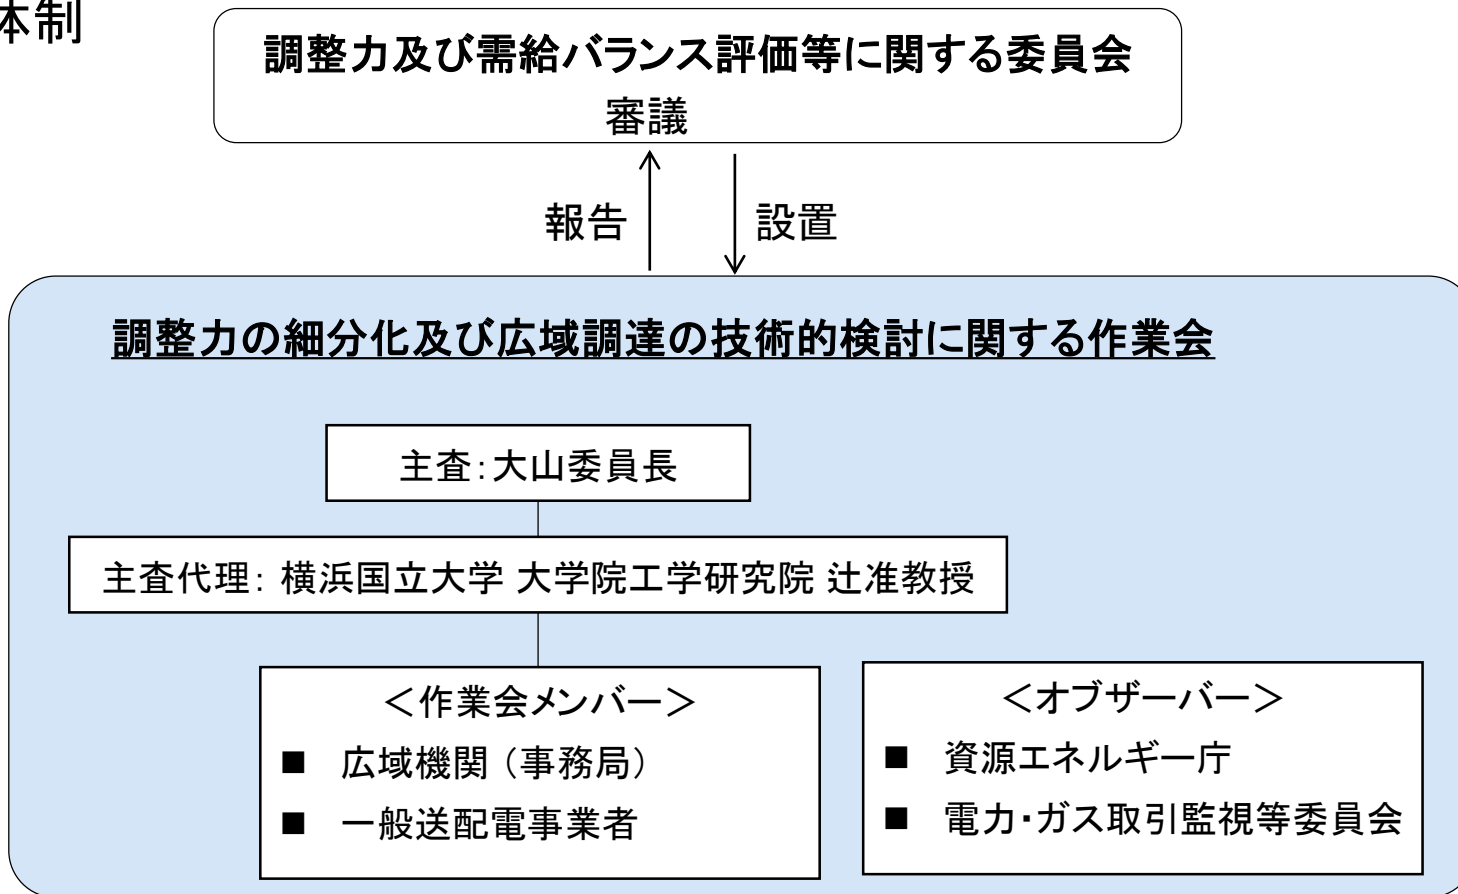 体制
調整力及び需給バランス評価等に関する委員会
審議
報告
設置
調整力の細分化及び広域調達の技術的検討に関する作業会
主査：大山委員長
主査代理： 横浜国立大学 大学院工学研究院 辻准教授
＜作業会メンバー＞
■ 広域機関（事務局）
■ 一般送配電事業者
＜オブザーバー＞
■ 資源エネルギー庁
■ 電力・ガス取引監視等委員会